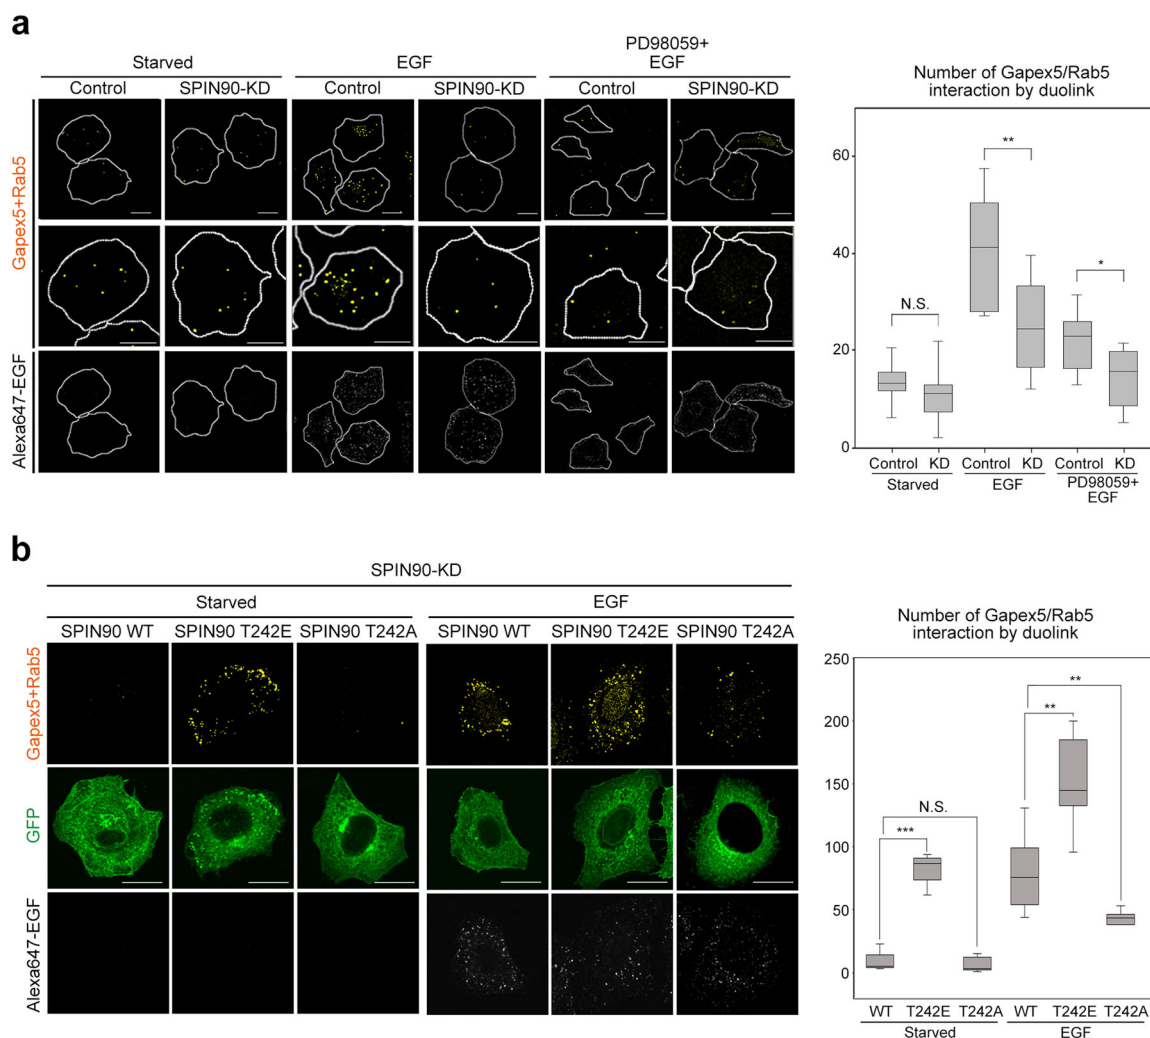 a
Starved
EGF
PD98059+
EGF
Control
SPIN90-KD
Control
SPIN90-KD
Control
SPIN90-KD
Gapex5+Rab5
Alexa647-EGF
Number of Gapex5/Rab5
interaction by duolink
60
40
20
0
N.S.
**
*
Control KD Control KD Control KD
Starved
EGF
PD98059+
EGF
b
SPIN90-KD
Starved
EGF
SPIN90 WT SPIN90 T242E SPIN90 T242A SPIN90 WT SPIN90 T242E SPIN90 T242A
Gapex5+Rab5
GFP
Alexa647-EGF
Number of Gapex5/Rab5
interaction by duolink
250
200
150
100
50
0
***
N.S.
**
**
WT T242E T242A WT T242E T242A
Starved
EGF